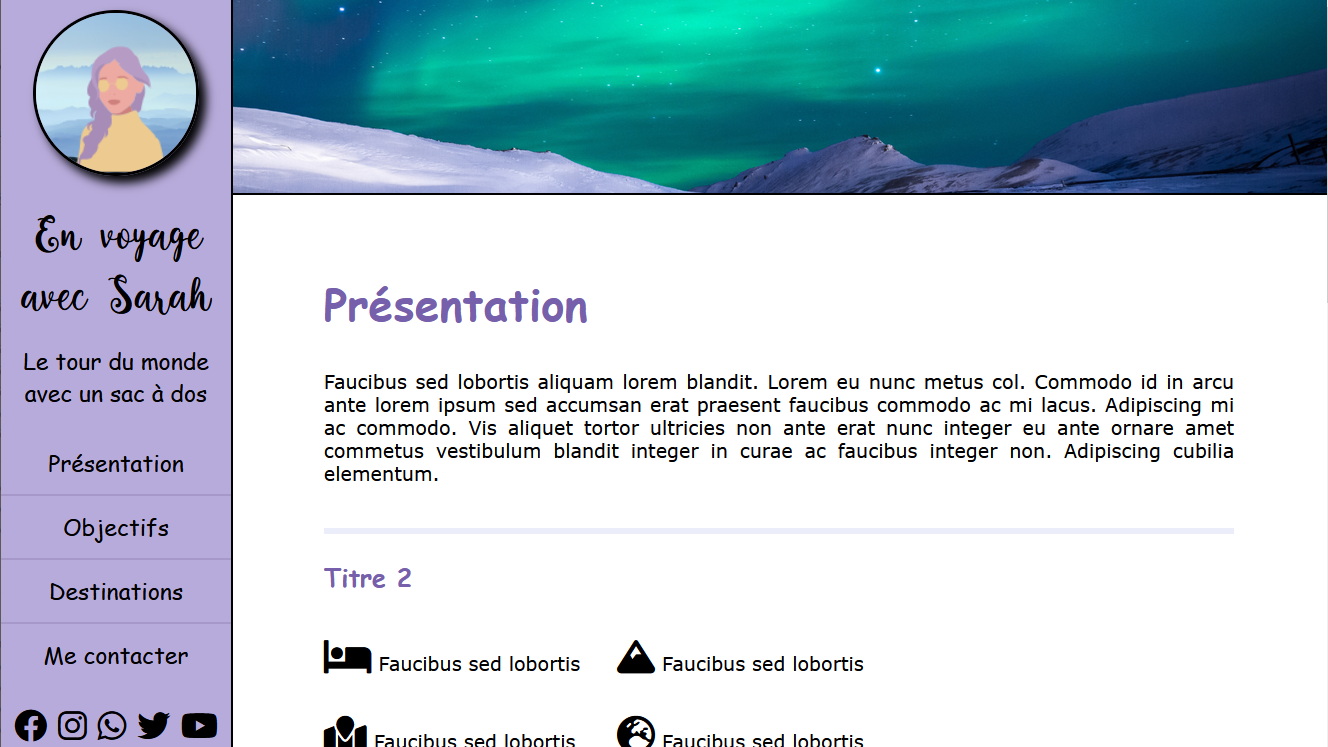 En voyage
avec Sarah
Le tour du monde
avec un sac à dos
Présentation
Objectifs
Destinations
Me contacter
Présentation
Faucibus sed lobortis aliquam lorem blandit. Lorem eu nunc metus col. Commodo id in arcu
ante lorem ipsum sed accumsan erat praesent faucibus commodo ac mi lacus. Adipiscing mi
ac commodo. Vis aliquet tortor ultricies non ante erat nunc integer eu ante ornare amet
commetus vestibulum blandit integer in curae ac faucibus integer non. Adipiscing cubilia
elementum.
Titre 2
Faucibus sed lobortis
Faucibus sed lobortis
Faucibus sed lobortis
Faucibus sed lobortis